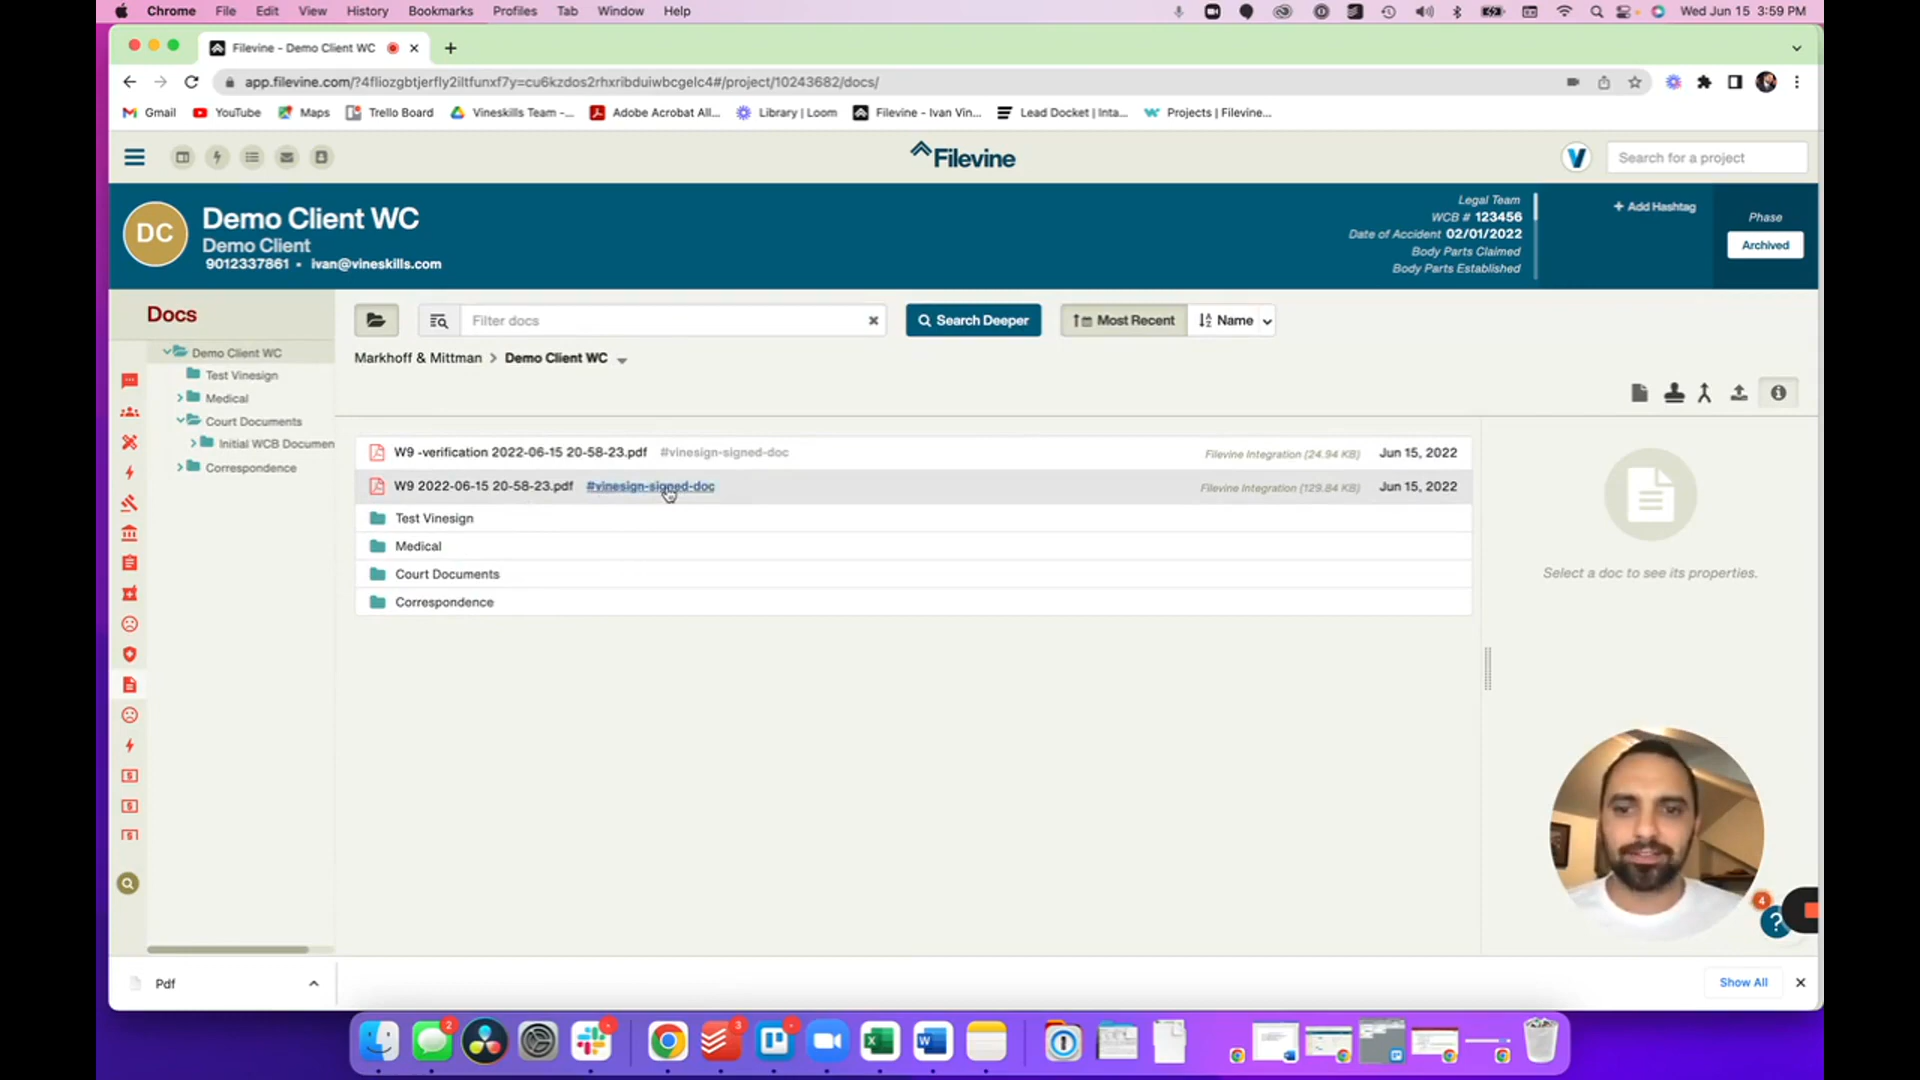 Chrome File Edit View History Bookmarks Profiles Tab Window Help Wed Jun 15 3:59 PM
Filevine - Demo Client WC
app.filevine.com/?4fliozgbtjerfly2iltfunxf7y=cu6kzdos2rhxribduiwbcgelc4#/project/10243682/docs/
Gmail YouTube Maps Trello Board Vineskills Team -... Adobe Acrobat All... Library | Loom Filevine - Ivan Vin... Lead Docket | Inta... Projects | Filevine...
Filevine
V
Search for a project
DC
Demo Client WC
Demo Client
9012337861 • ivan@vineskills.com
Legal Team
WCB # 123456
Date of Accident 02/01/2022
Body Parts Claimed
Body Parts Established
+ Add Hashtag
Phase
Archived
Docs
Demo Client WC
Test Vinesign
Medical
Court Documents
Initial WCB Documen
Correspondence
Filter docs
Search Deeper
Most Recent
Name
Markhoff & Mittman > Demo Client WC
W9 -verification 2022-06-15 20-58-23.pdf #vinesign-signed-doc Filevine Integration (24.94 KB) Jun 15, 2022
W9 2022-06-15 20-58-23.pdf #vinesign-signed-doc Filevine Integration (129.84 KB) Jun 15, 2022
Test Vinesign
Medical
Court Documents
Correspondence
Select a doc to see its properties.
4
?
Pdf
Show All
2
3